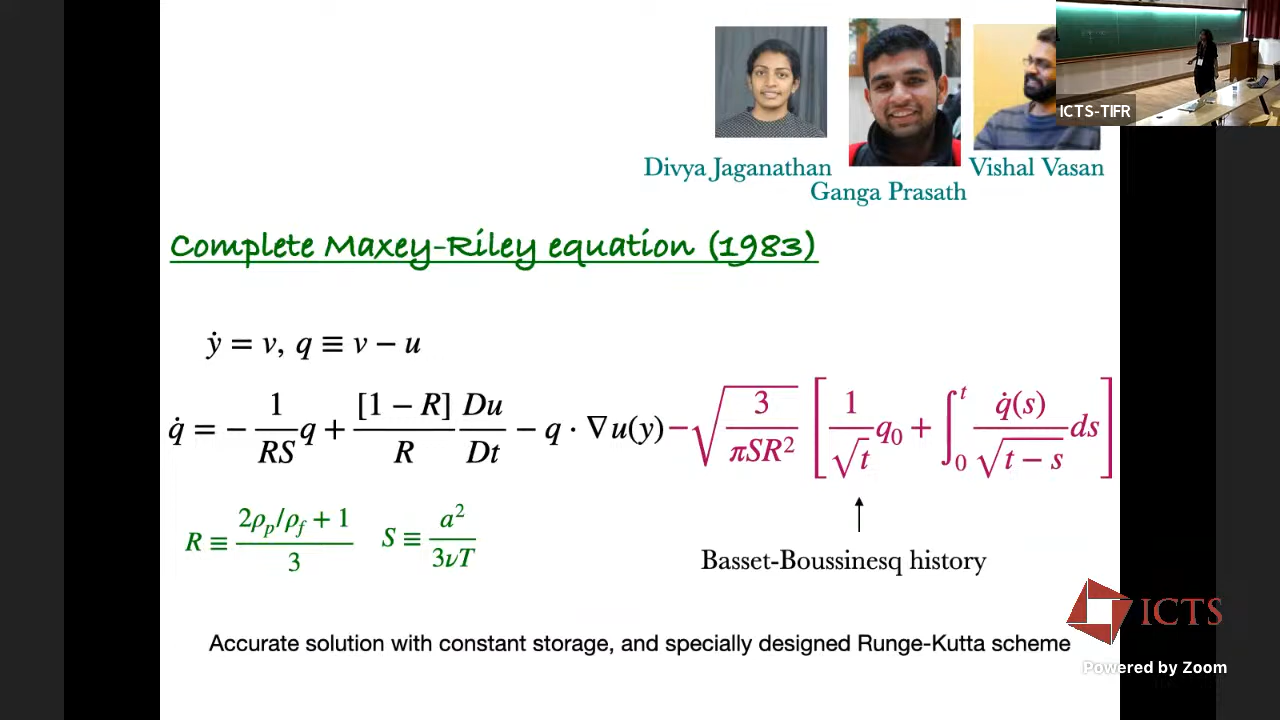 ICTS-TIFR
Divya Jaganathan
Ganga Prasath
Vishal Vasan
Complete Maxey-Riley equation (1983)
ẏ = v, q ≡ v − u
q̇ = − 1/(RS) q + [1 − R]/R Du/Dt − q · ∇u(y) − √(3/(πSR²)) [ 1/√t q₀ + ∫₀ᵗ q̇(s)/√(t − s) ds ]
R ≡ (2ρₚ/ρ_f + 1)/3 S ≡ a²/(3νT)
Basset-Boussinesq history
ICTS
Accurate solution with constant storage, and specially designed Runge-Kutta scheme
Powered by Zoom